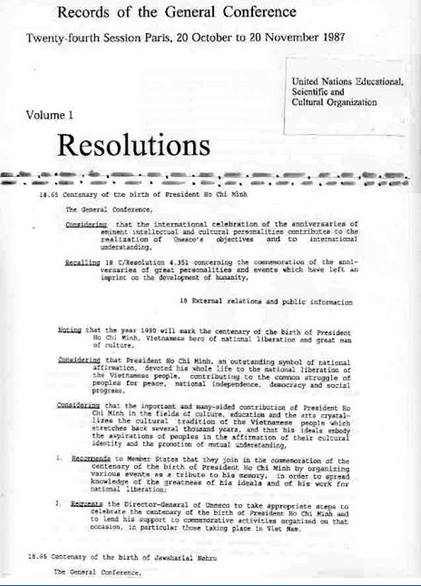 Records of the General Conference
Twenty-fourth Session Paris, 20 October to 20 November 1987
United Nations Educational,
Scientific and
Cultural Organization
Volume 1
Resolutions
18.65 Centenary of the birth of President Ho Chi Minh
The General Conference,
Considering that the international celebration of the anniversaries of
eminent intellectual and cultural personalities contributes to the
realization of Unesco's objectives and to international
understanding,
Recalling 18 C/Resolution 4.351 concerning the commemoration of the anni-
versaries of great personalities and events which have left an
imprint on the development of humanity,
18 External relations and public information
Noting that the year 1990 will mark the centenary of the birth of President
Ho Chi Minh, Vietnamese hero of national liberation and great man
of culture,
Considering that President Ho Chi Minh, an outstanding symbol of national
affirmation, devoted his whole life to the national liberation of
the Vietnamese people, contributing to the common struggle of
peoples for peace, national independence, democracy and social
progress,
Considering that the important and many-sided contribution of President Ho
Chi Minh in the fields of culture, education and the arts crystal-
lizes the cultural tradition of the Vietnamese people which
stretches back several thousand years, and that his ideals embody
the aspirations of peoples in the affirmation of their cultural
identity and the promotion of mutual understanding,
1. Recommends to Member States that they join in the commemoration of the
centenary of the birth of President Ho Chi Minh by organizing
various events as a tribute to his memory, in order to spread
knowledge of the greatness of his ideals and of his work for
national liberation;
2. Requests the Director-General of Unesco to take appropriate steps to
celebrate the centenary of the birth of President Ho Chi Minh and
to lend his support to commemorative activities organized on that
occasion, in particular those taking place in Viet Nam.
18.66 Centenary of the birth of Jawaharlal Nehru
The General Conference,